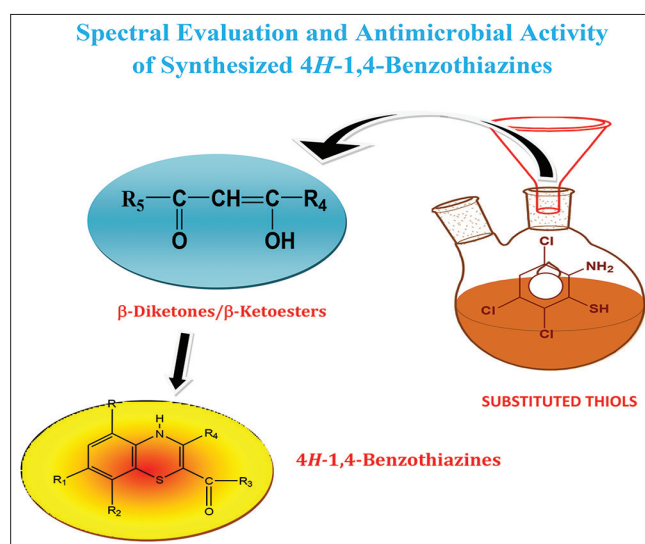 Spectral Evaluation and Antimicrobial Activity
of Synthesized 4H-1,4-Benzothiazines
R5—C—CH=C—R4
O OH
β-Diketones/β-Ketoesters
Cl
NH2
Cl
SH
Cl
SUBSTITUTED THIOLS
R
H
N
R4
R1
S
C
R3
R2
O
4H-1,4-Benzothiazines